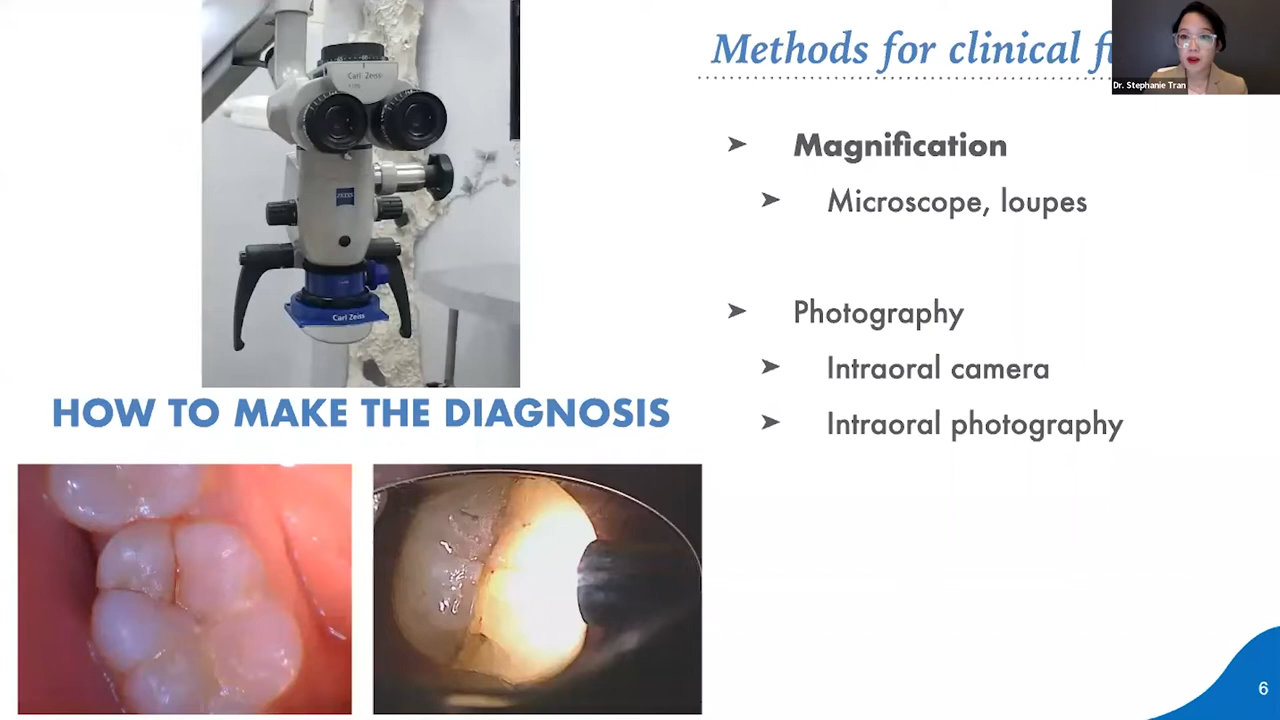 Methods for clinical
Dr. Stephanie Tran
Carl Zeiss
ZEISS
Carl Zeiss
➤ Magnification
➤ Microscope, loupes
➤ Photography
➤ Intraoral camera
➤ Intraoral photography
HOW TO MAKE THE DIAGNOSIS
6